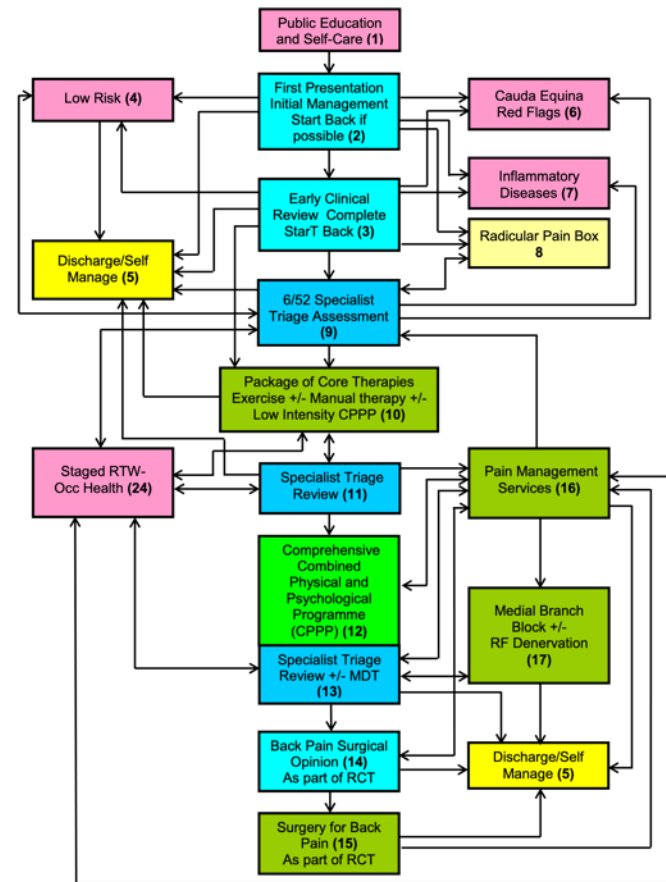 Public Education
and Self-Care (1)
Low Risk (4)
First Presentation
Initial Management
Start Back if
possible (2)
Cauda Equina
Red Flags (6)
Early Clinical
Review Complete
StarT Back (3)
Inflammatory
Diseases (7)
Radicular Pain Box
8
Discharge/Self
Manage (5)
6/52 Specialist
Triage Assessment
(9)
Package of Core Therapies
Exercise +/- Manual therapy +/-
Low Intensity CPPP (10)
Staged RTW-
Occ Health (24)
Specialist Triage
Review (11)
Pain Management
Services (16)
Comprehensive
Combined
Physical and
Psychological
Programme
(CPPP) (12)
Medial Branch
Block +/-
RF Denervation
(17)
Specialist Triage
Review +/- MDT
(13)
Back Pain Surgical
Opinion (14)
As part of RCT
Discharge/Self
Manage (5)
Surgery for Back
Pain (15)
As part of RCT